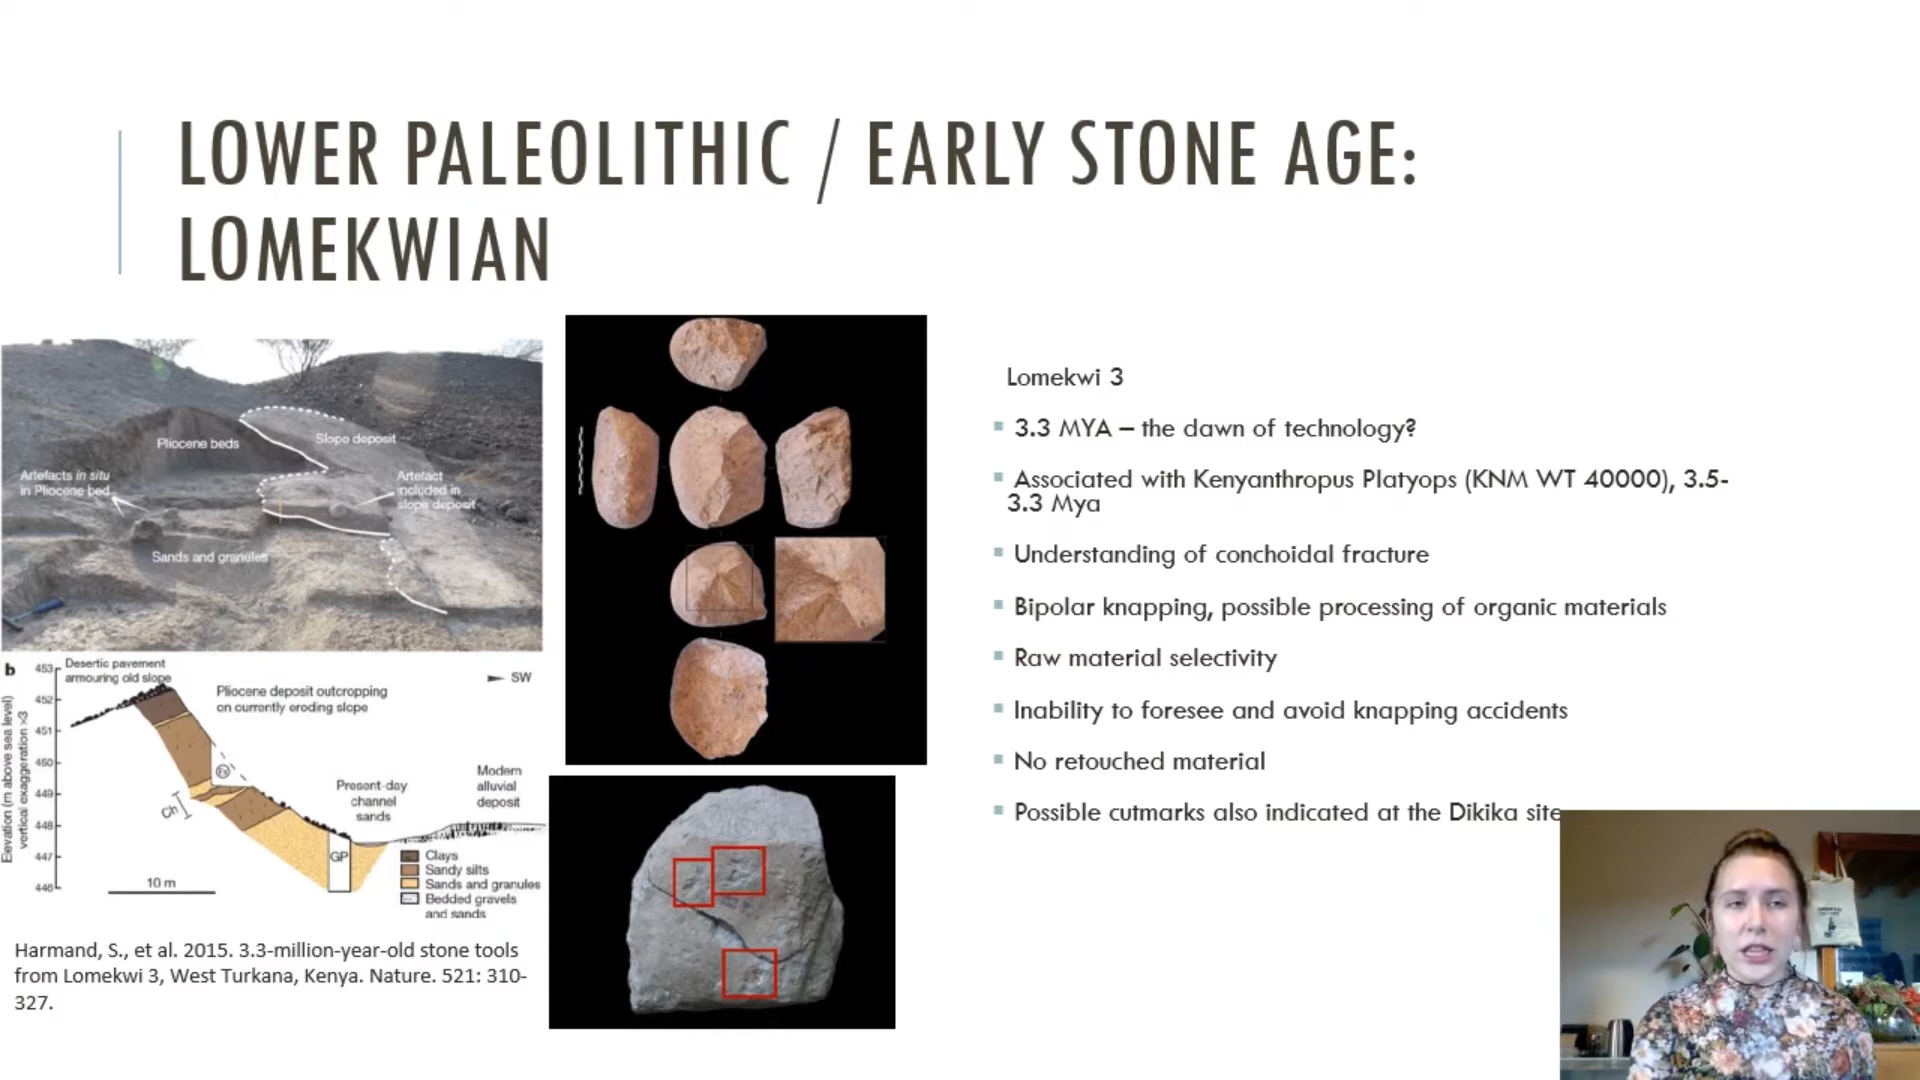 LOWER PALEOLITHIC / EARLY STONE AGE:
LOMEKWIAN
Pliocene beds
Slope deposit
Artefacts in situ
in Pliocene bed
Artefact
included in
slope deposit
Sands and granules
b
453
452
451
450
449
448
447
446
Elevation (m above sea level)
vertical exaggeration ×3
Desertic pavement
armouring old slope
SW
Pliocene deposit outcropping
on currently eroding slope
Ch
Present-day
channel
sands
Modern
alluvial
deposit
GP
10 m
Clays
Sandy silts
Sands and granules
Bedded gravels
and sands
Harmand, S., et al. 2015. 3.3-million-year-old stone tools
from Lomekwi 3, West Turkana, Kenya. Nature. 521: 310-
327.
Lomekwi 3
3.3 MYA – the dawn of technology?
Associated with Kenyanthropus Platyops (KNM WT 40000), 3.5-
3.3 Mya
Understanding of conchoidal fracture
Bipolar knapping, possible processing of organic materials
Raw material selectivity
Inability to foresee and avoid knapping accidents
No retouched material
Possible cutmarks also indicated at the Dikika site